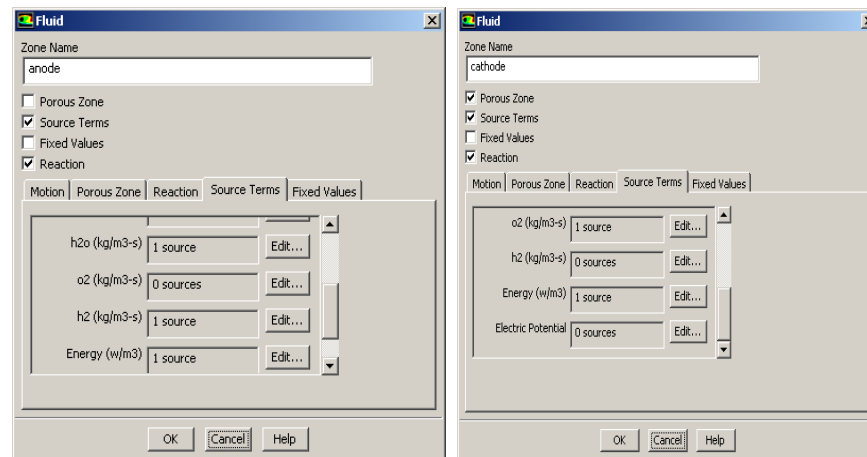 Fluid
Zone Name
anode
Porous Zone
Source Terms
Fixed Values
Reaction
Motion Porous Zone Reaction Source Terms Fixed Values
h2o (kg/m3-s) 1 source Edit...
o2 (kg/m3-s) 0 sources Edit...
h2 (kg/m3-s) 1 source Edit...
Energy (w/m3) 1 source Edit...
OK Cancel Help
Fluid
Zone Name
cathode
Porous Zone
Source Terms
Fixed Values
Reaction
Motion Porous Zone Reaction Source Terms Fixed Values
o2 (kg/m3-s) 1 source Edit...
h2 (kg/m3-s) 0 sources Edit...
Energy (w/m3) 1 source Edit...
Electric Potential 0 sources Edit...
OK Cancel Help